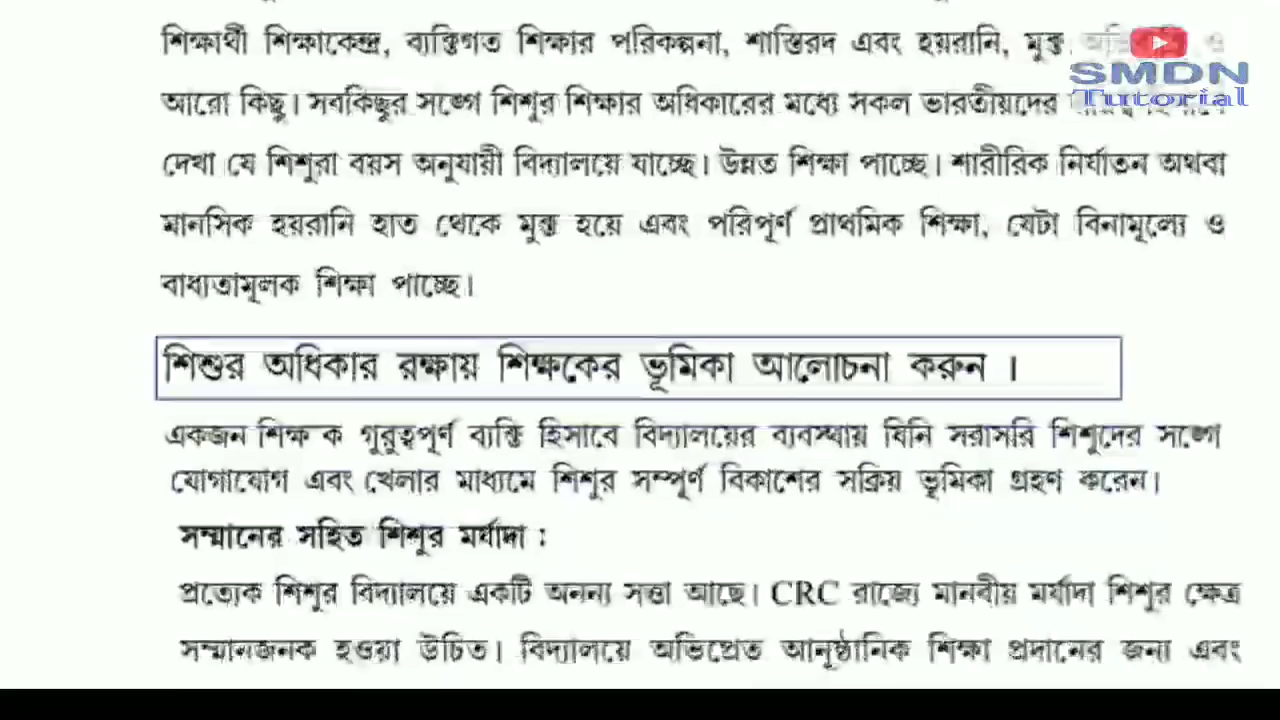 শিক্ষার্থী শিক্ষাকেন্দ্র, ব্যক্তিগত শিক্ষার পরিকল্পনা, শাস্তিরদ এবং হয়রানি, মুক্ত ও
SMDN
Tutorial
আরো কিছু। সবকিছুর সঙ্গে শিশুর শিক্ষার অধিকারের মধ্যে সকল ভারতীয়দের
দেখা যে শিশুরা বয়স অনুযায়ী বিদ্যালয়ে যাচ্ছে। উন্নত শিক্ষা পাচ্ছে। শারীরিক নির্যাতন অথবা
মানসিক হয়রানি হাত থেকে মুক্ত হয়ে এবং পরিপূর্ণ প্রাথমিক শিক্ষা, যেটা বিনামূল্যে ও
বাধ্যতামূলক শিক্ষা পাচ্ছে।
শিশুর অধিকার রক্ষায় শিক্ষকের ভূমিকা আলোচনা করুন ।
একজন শিক্ষ ক গুরুত্বপূর্ণ ব্যক্তি হিসাবে বিদ্যালয়ের ব্যবস্থায় যিনি সরাসরি শিশুদের সঙ্গে
যোগাযোগ এবং খেলার মাধ্যমে শিশুর সম্পূর্ণ বিকাশের সক্রিয় ভূমিকা গ্রহণ করেন।
সম্মানের সহিত শিশুর মর্যাদা :
প্রত্যেক শিশুর বিদ্যালয়ে একটি অনন্য সত্তা আছে। CRC রাজ্যে মানবীয় মর্যাদা শিশুর ক্ষেত্র
সম্মানজনক হওয়া উচিত। বিদ্যালয়ে অভিপ্রেত আনুষ্ঠানিক শিক্ষা প্রদানের জন্য এবং